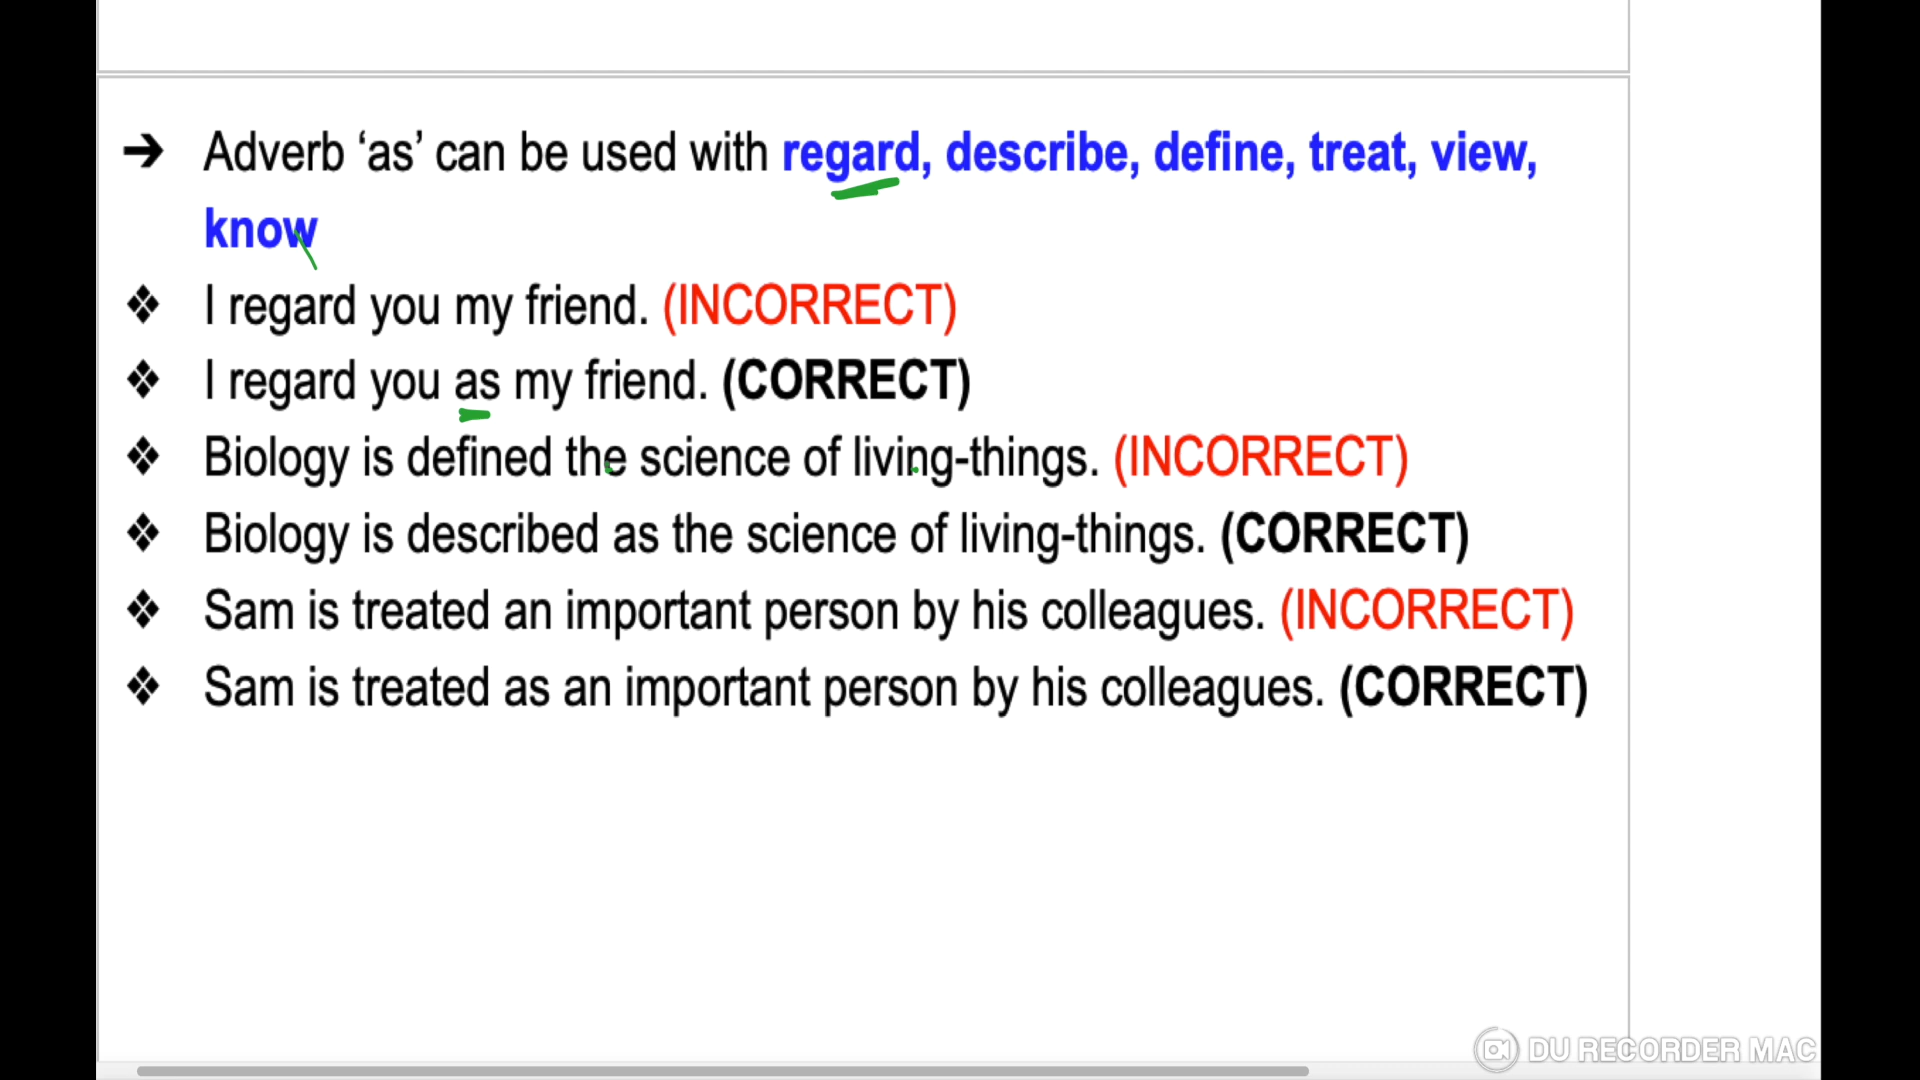 ➔ Adverb ‘as’ can be used with regard, describe, define, treat, view,
know
❖ I regard you my friend. (INCORRECT)
❖ I regard you as my friend. (CORRECT)
❖ Biology is defined the science of living-things. (INCORRECT)
❖ Biology is described as the science of living-things. (CORRECT)
❖ Sam is treated an important person by his colleagues. (INCORRECT)
❖ Sam is treated as an important person by his colleagues. (CORRECT)
DU RECORDER MAC